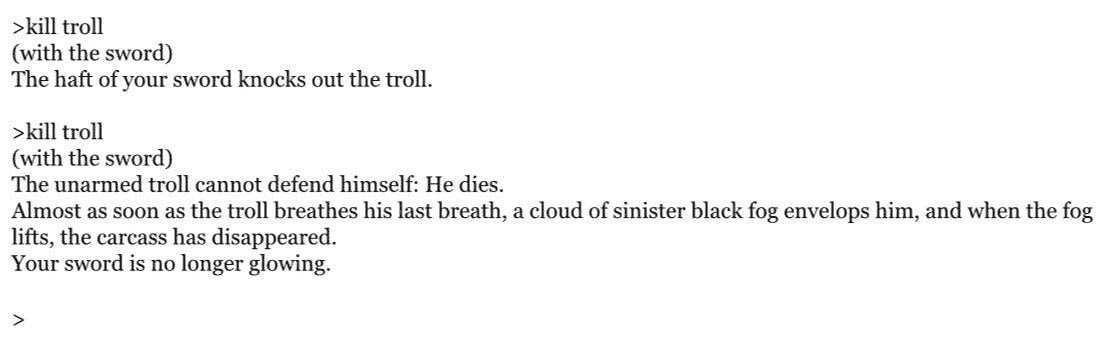 >kill troll
(with the sword)
The haft of your sword knocks out the troll.
>kill troll
(with the sword)
The unarmed troll cannot defend himself: He dies.
Almost as soon as the troll breathes his last breath, a cloud of sinister black fog envelops him, and when the fog
lifts, the carcass has disappeared.
Your sword is no longer glowing.
>